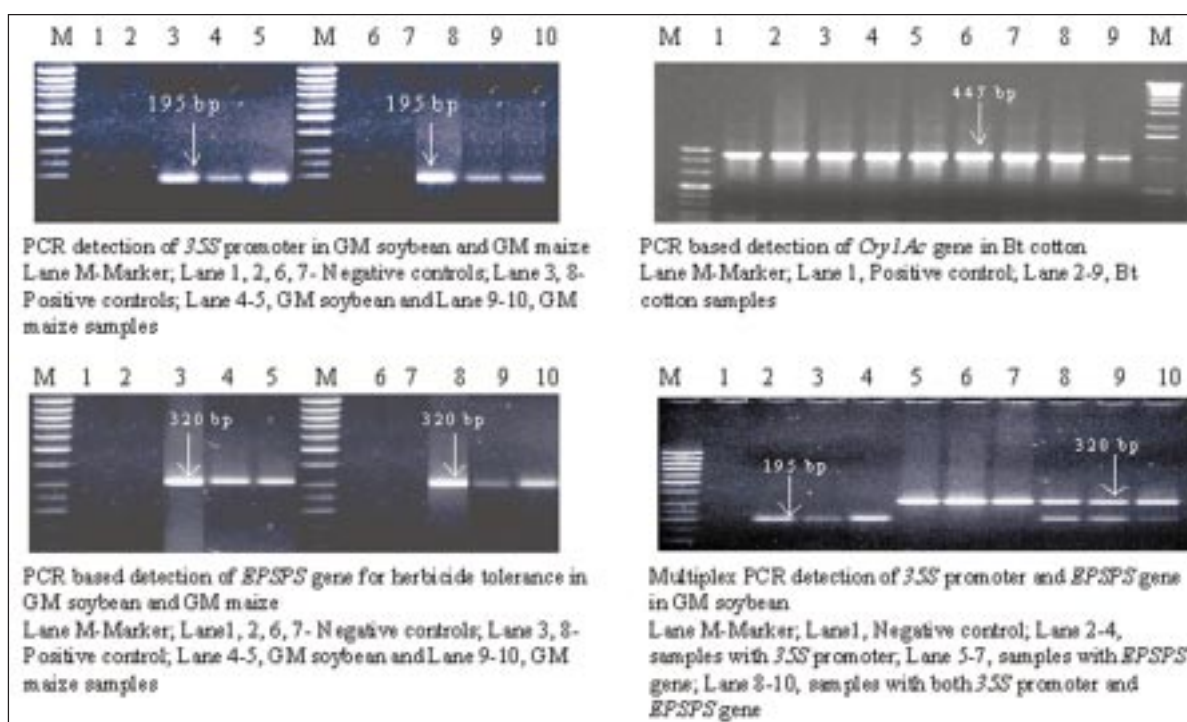 M 1 2 3 4 5 M 6 7 8 9 10
195 bp 195 bp
PCR detection of 35S promoter in GM soybean and GM maize
Lane M-Marker; Lane 1, 2, 6, 7- Negative controls; Lane 3, 8-
Positive controls; Lane 4-5, GM soybean and Lane 9-10, GM
maize samples
M 1 2 3 4 5 6 7 8 9 M
447 bp
PCR based detection of Cry1Ac gene in Bt cotton
Lane M-Marker; Lane 1, Positive control; Lane 2-9, Bt
cotton samples
M 1 2 3 4 5 M 6 7 8 9 10
320 bp 320 bp
PCR based detection of EPSPS gene for herbicide tolerance in
GM soybean and GM maize
Lane M-Marker; Lane1, 2, 6, 7- Negative controls; Lane 3, 8-
Positive control; Lane 4-5, GM soybean and Lane 9-10, GM
maize samples
M 1 2 3 4 5 6 7 8 9 10
195 bp 320 bp
Multiplex PCR detection of 35S promoter and EPSPS gene
in GM soybean
Lane M-Marker; Lane1, Negative control; Lane 2-4,
samples with 35S promoter; Lane 5-7, samples with EPSPS
gene; Lane 8-10, samples with both 35S promoter and
EPSPS gene